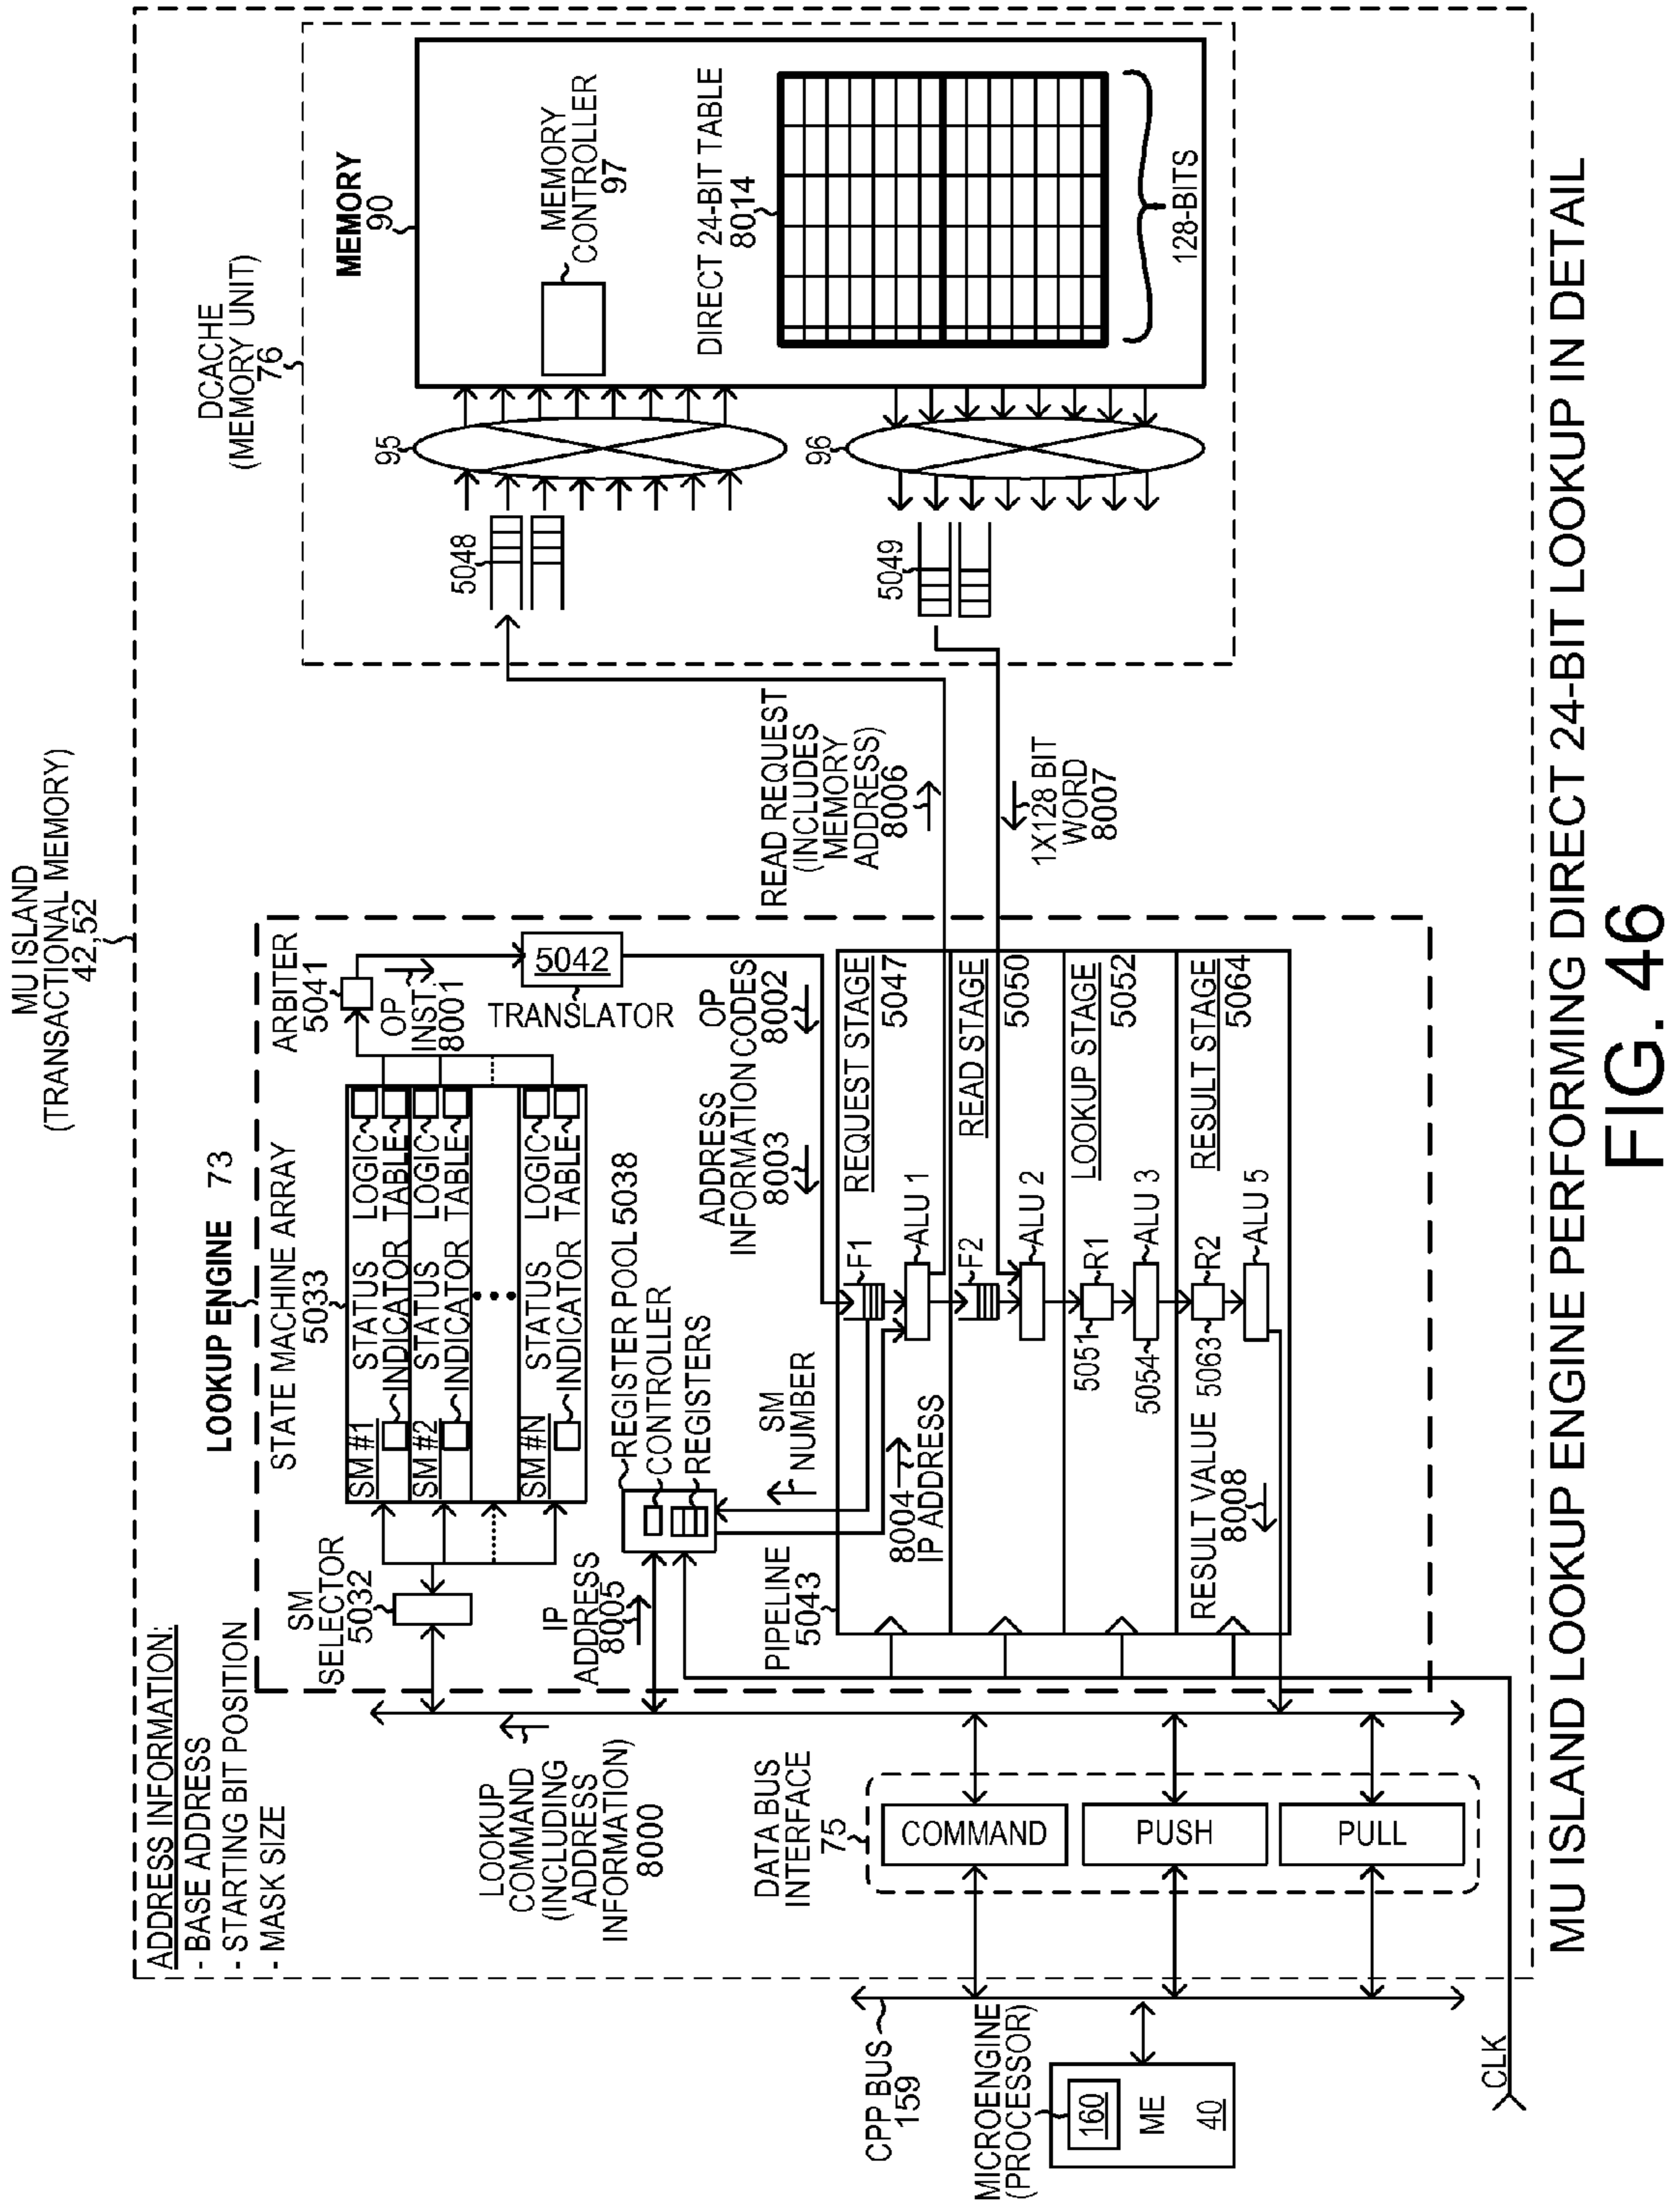 MU ISLAND
(TRANSACTIONAL MEMORY)
42,52
ADDRESS INFORMATION:
- BASE ADDRESS
- STARTING BIT POSITION
- MASK SIZE
LOOKUP ENGINE 73
STATE MACHINE ARRAY
5033
SM
SELECTOR
5032
SM #1
STATUS
INDICATOR
LOGIC
TABLE
SM #2
STATUS
INDICATOR
LOGIC
TABLE
SM #N
STATUS
INDICATOR
LOGIC
TABLE
ARBITER
5041
OP
INST.
8001
5042
TRANSLATOR
DCACHE
(MEMORY UNIT)
76
MEMORY
90
MEMORY
CONTROLLER
97
DIRECT 24-BIT TABLE
8014
128-BITS
95
96
5048
5049
LOOKUP
COMMAND
(INCLUDING
ADDRESS
INFORMATION)
8000
IP
ADDRESS
8005
REGISTER POOL 5038
CONTROLLER
REGISTERS
SM
NUMBER
ADDRESS
INFORMATION
8003
OP
CODES
8002
READ REQUEST
(INCLUDES
MEMORY
ADDRESS)
8006
1X128 BIT
WORD
8007
PIPELINE
5043
8004
IP ADDRESS
F1
ALU 1
REQUEST STAGE
5047
F2
ALU 2
READ STAGE
5050
5051
R1
5054
ALU 3
LOOKUP STAGE
5052
RESULT VALUE
8008
5063
R2
ALU 5
RESULT STAGE
5064
DATA BUS
INTERFACE
75
COMMAND
PUSH
PULL
CPP BUS
159
MICROENGINE
(PROCESSOR)
160
ME
40
CLK
MU ISLAND LOOKUP ENGINE PERFORMING DIRECT 24-BIT LOOKUP IN DETAIL
FIG. 46